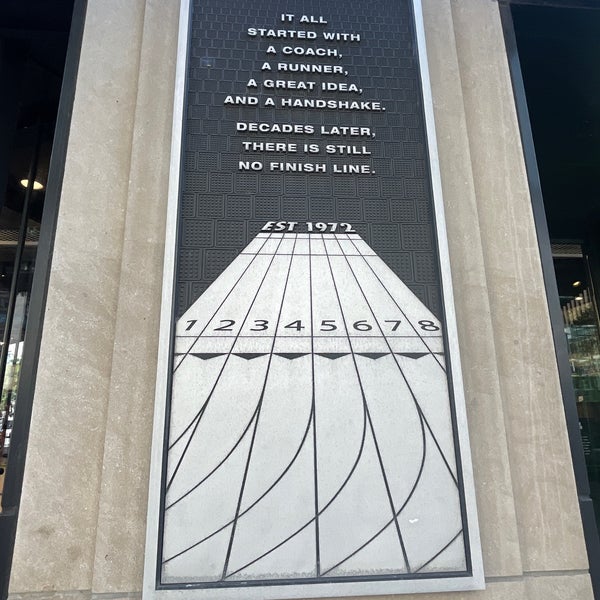 IT ALL
STARTED WITH
A COACH,
A RUNNER,
A GREAT IDEA,
AND A HANDSHAKE.
DECADES LATER,
THERE IS STILL
NO FINISH LINE.
EST 1972
1 2 3 4 5 6 7 8